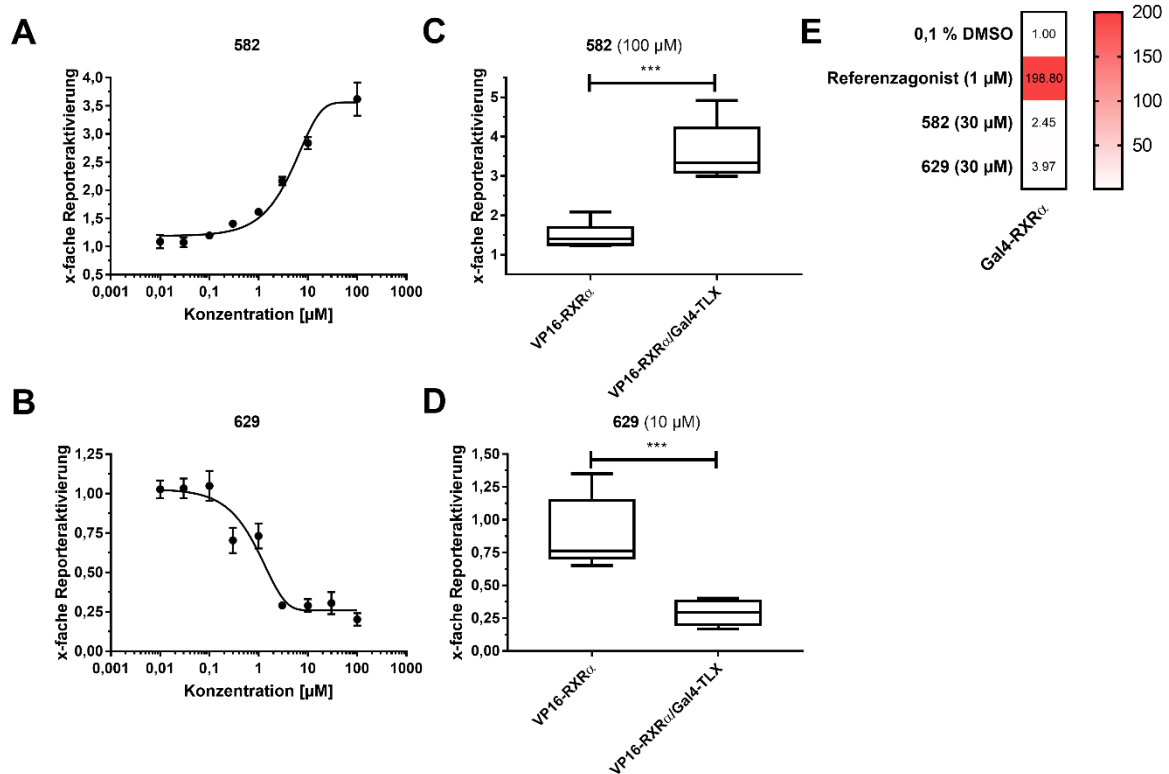 A
582
x-fache Reporteraktivierung
4,0
3,5
3,0
2,5
2,0
1,5
1,0
0,5
0,001 0,01 0,1 1 10 100 1000
Konzentration [µM]
C
582 (100 µM)
***
x-fache Reporteraktivierung
5
4
3
2
1
VP16-RXRα
VP16-RXRα/Gal4-TLX
E
0,1 % DMSO
1.00
Referenzagonist (1 µM)
198.80
582 (30 µM)
2.45
629 (30 µM)
3.97
Gal4-RXRα
200
150
100
50
B
629
x-fache Reporteraktivierung
1,25
1,00
0,75
0,50
0,25
0,00
0,001 0,01 0,1 1 10 100 1000
Konzentration [µM]
D
629 (10 µM)
***
x-fache Reporteraktivierung
1,50
1,25
1,00
0,75
0,50
0,25
0,00
VP16-RXRα
VP16-RXRα/Gal4-TLX